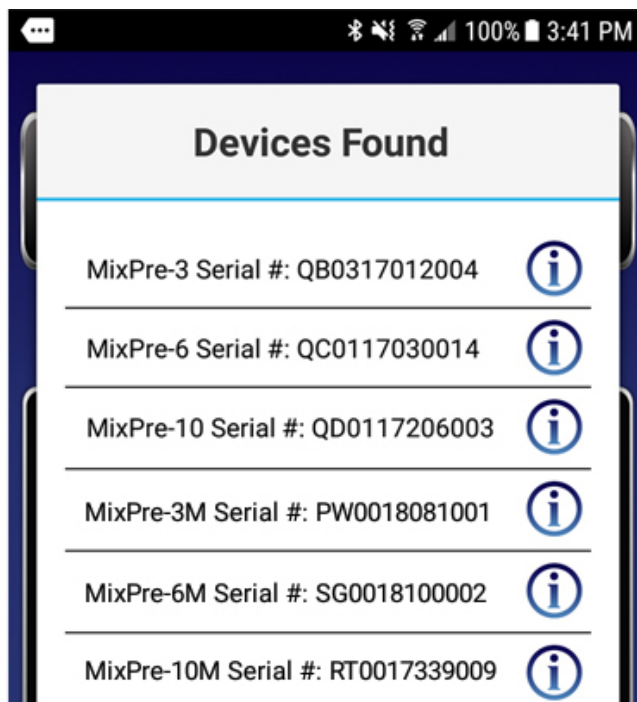 100% 3:41 PM
Devices Found
MixPre-3 Serial #: QB0317012004
MixPre-6 Serial #: QC0117030014
MixPre-10 Serial #: QD0117206003
MixPre-3M Serial #: PW0018081001
MixPre-6M Serial #: SG0018100002
MixPre-10M Serial #: RT0017339009